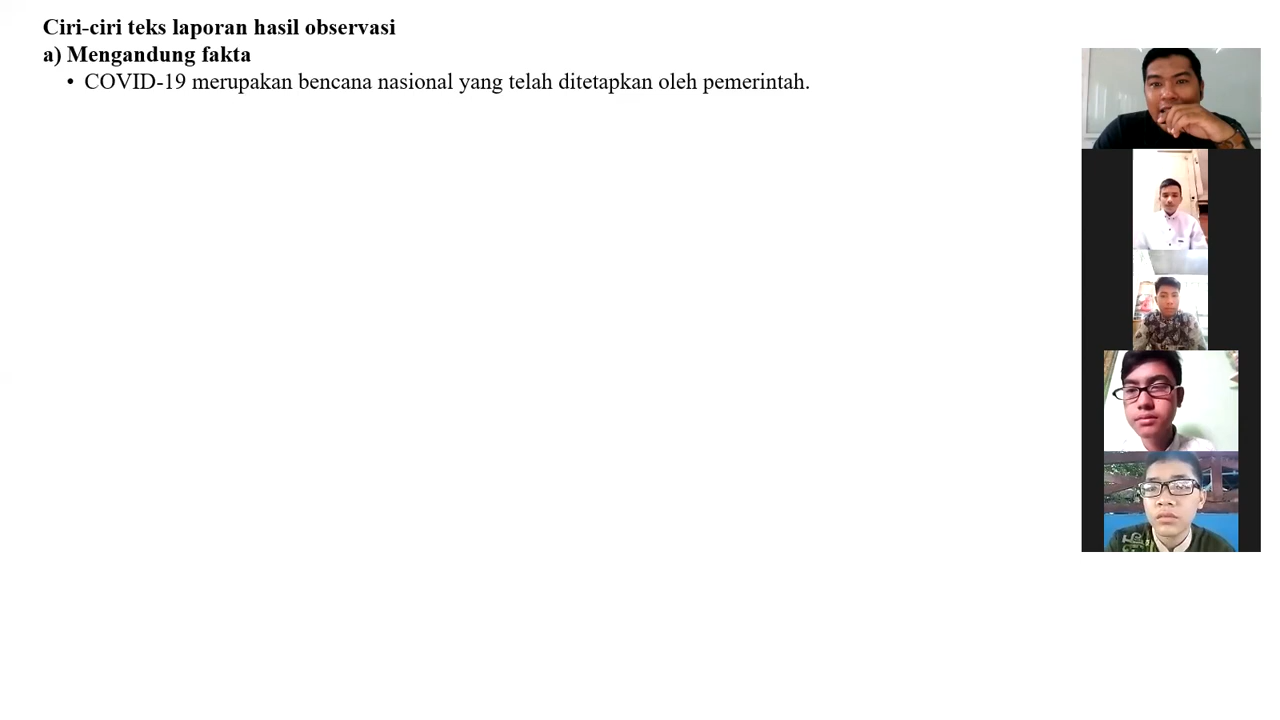 Ciri-ciri teks laporan hasil observasi
a) Mengandung fakta
• COVID-19 merupakan bencana nasional yang telah ditetapkan oleh pemerintah.